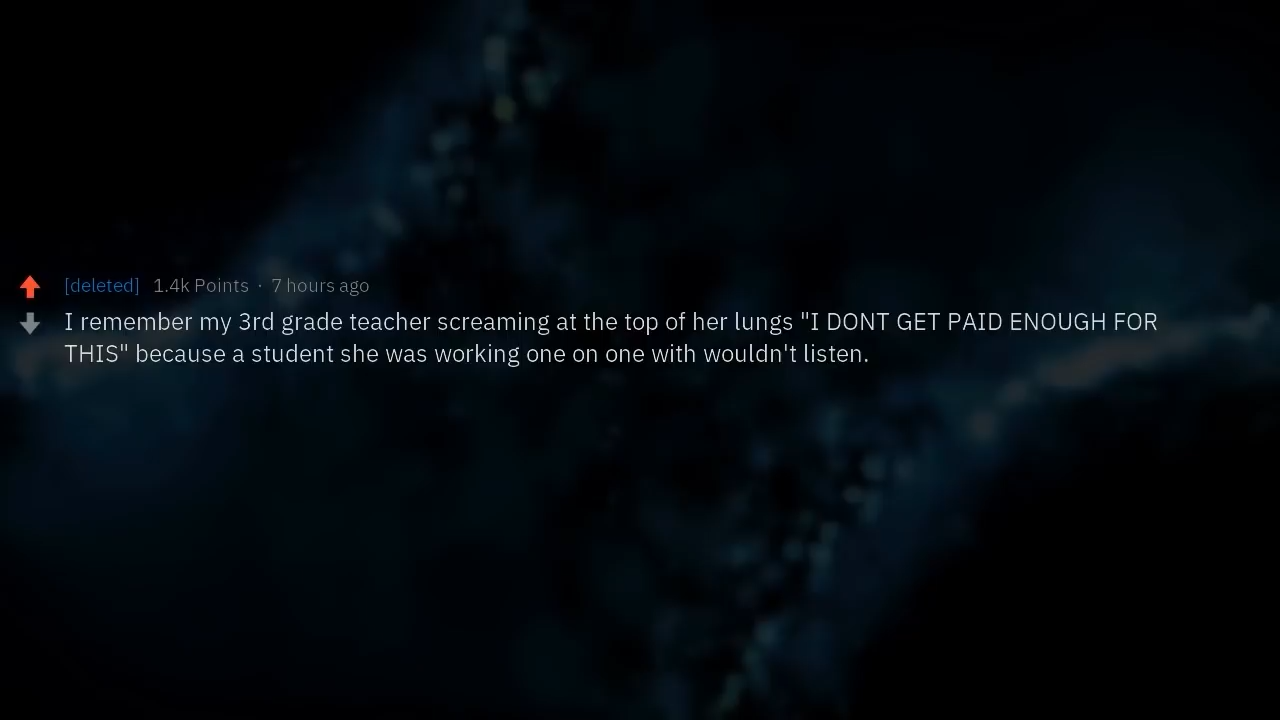 [deleted] 1.4k Points · 7 hours ago
I remember my 3rd grade teacher screaming at the top of her lungs "I DONT GET PAID ENOUGH FOR
THIS" because a student she was working one on one with wouldn't listen.